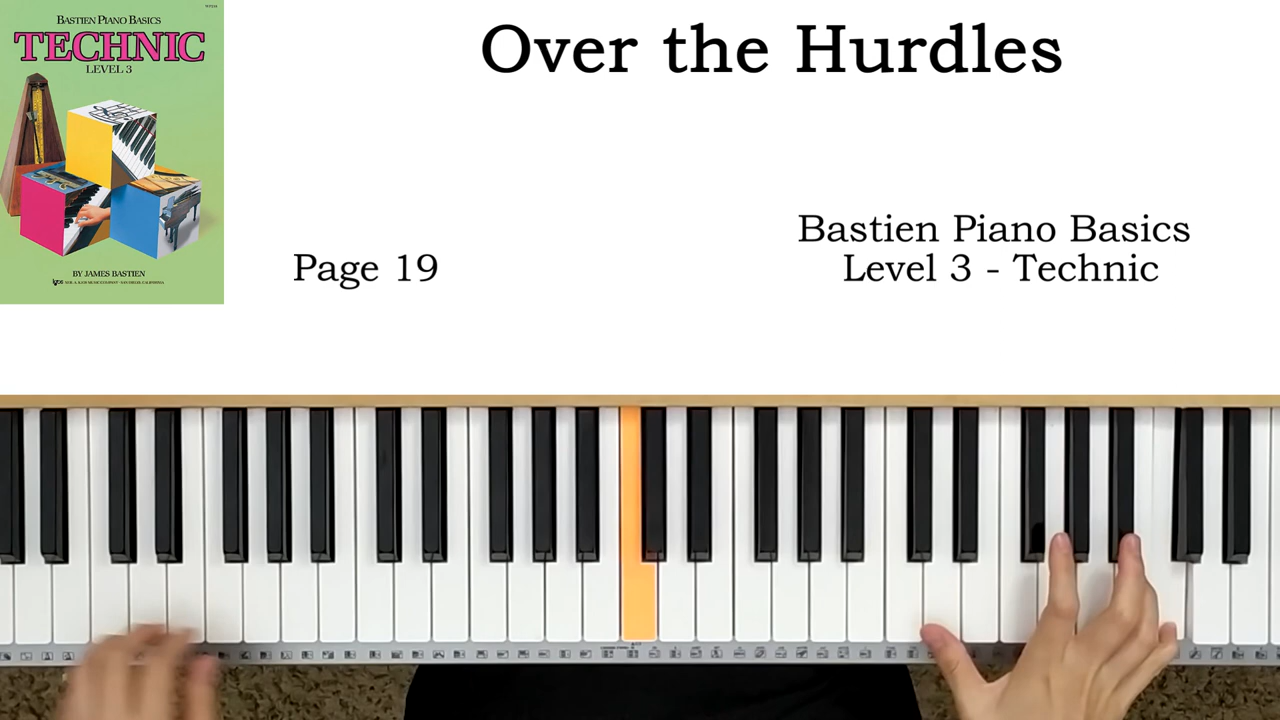 BASTIEN PIANO BASICS
TECHNIC
LEVEL 3
BY JAMES BASTIEN
Over the Hurdles
Page 19
Bastien Piano Basics
Level 3 - Technic